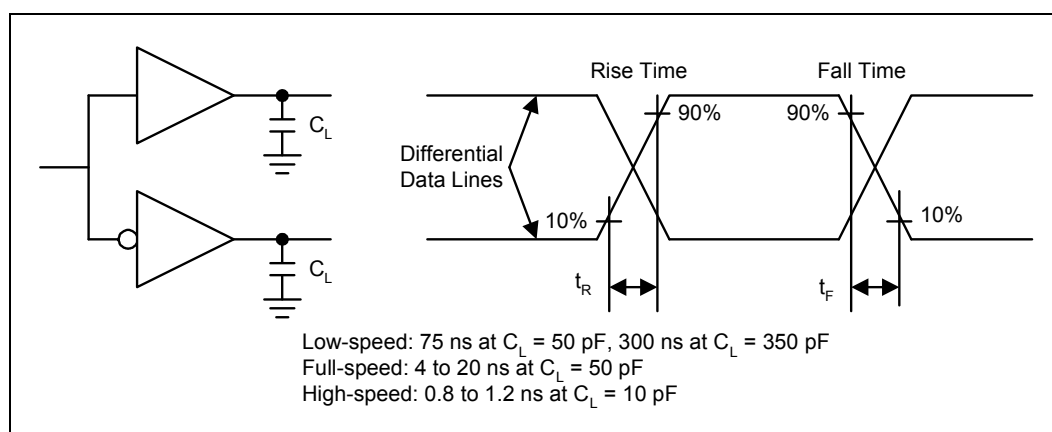 Rise Time
Fall Time
90%
90%
Differential
Data Lines
10%
10%
C_L
C_L
t_R
t_F
Low-speed: 75 ns at C_L = 50 pF, 300 ns at C_L = 350 pF
Full-speed: 4 to 20 ns at C_L = 50 pF
High-speed: 0.8 to 1.2 ns at C_L = 10 pF